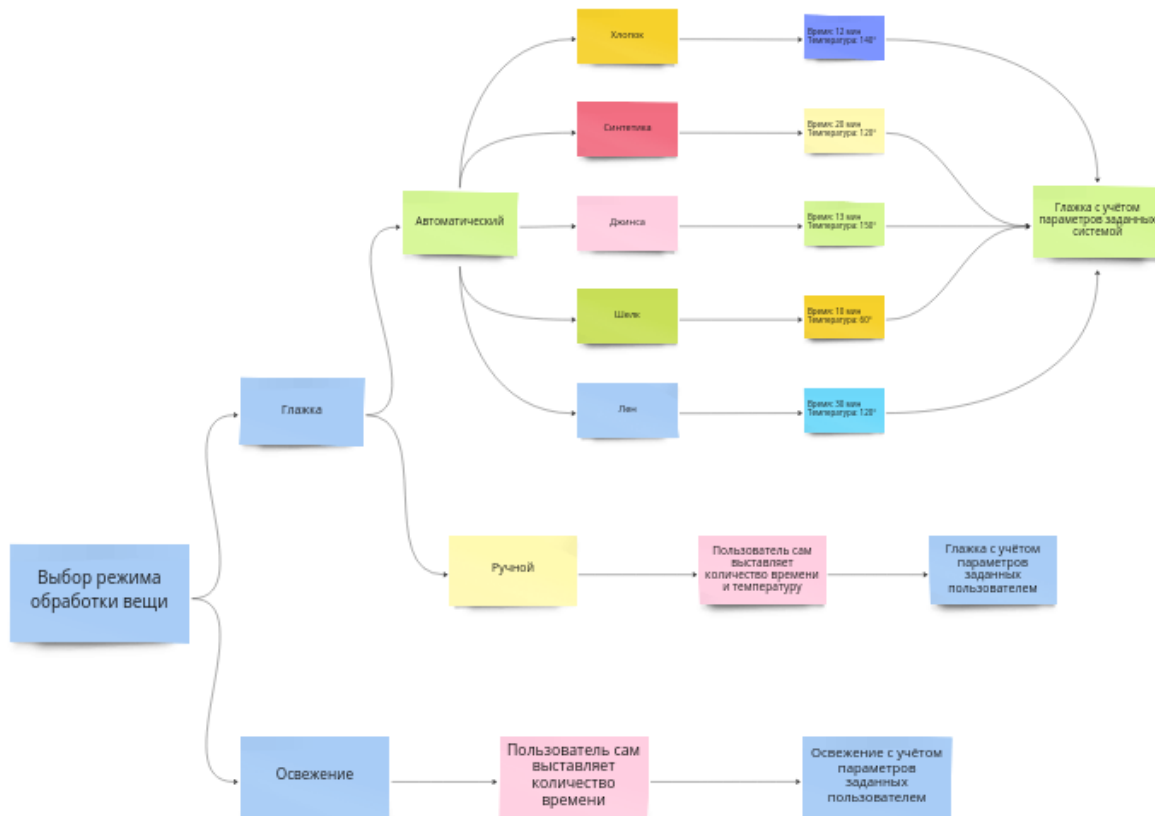 Хлопок
Время: 12 мин
Температура: 140°
Синтетика
Время: 20 мин
Температура: 120°
Автоматический
Джинса
Время: 13 мин
Температура: 150°
Глажка с учётом
параметров заданных
системой
Шелк
Время: 10 мин
Температура: 60°
Глажка
Лен
Время: 30 мин
Температура: 120°
Выбор режима
обработки вещи
Ручной
Пользователь сам
выставляет
количество времени
и температуру
Глажка с учётом
параметров
заданных
пользователем
Освежение
Пользователь сам
выставляет
количество
времени
Освежение с учётом
параметров
заданных
пользователем